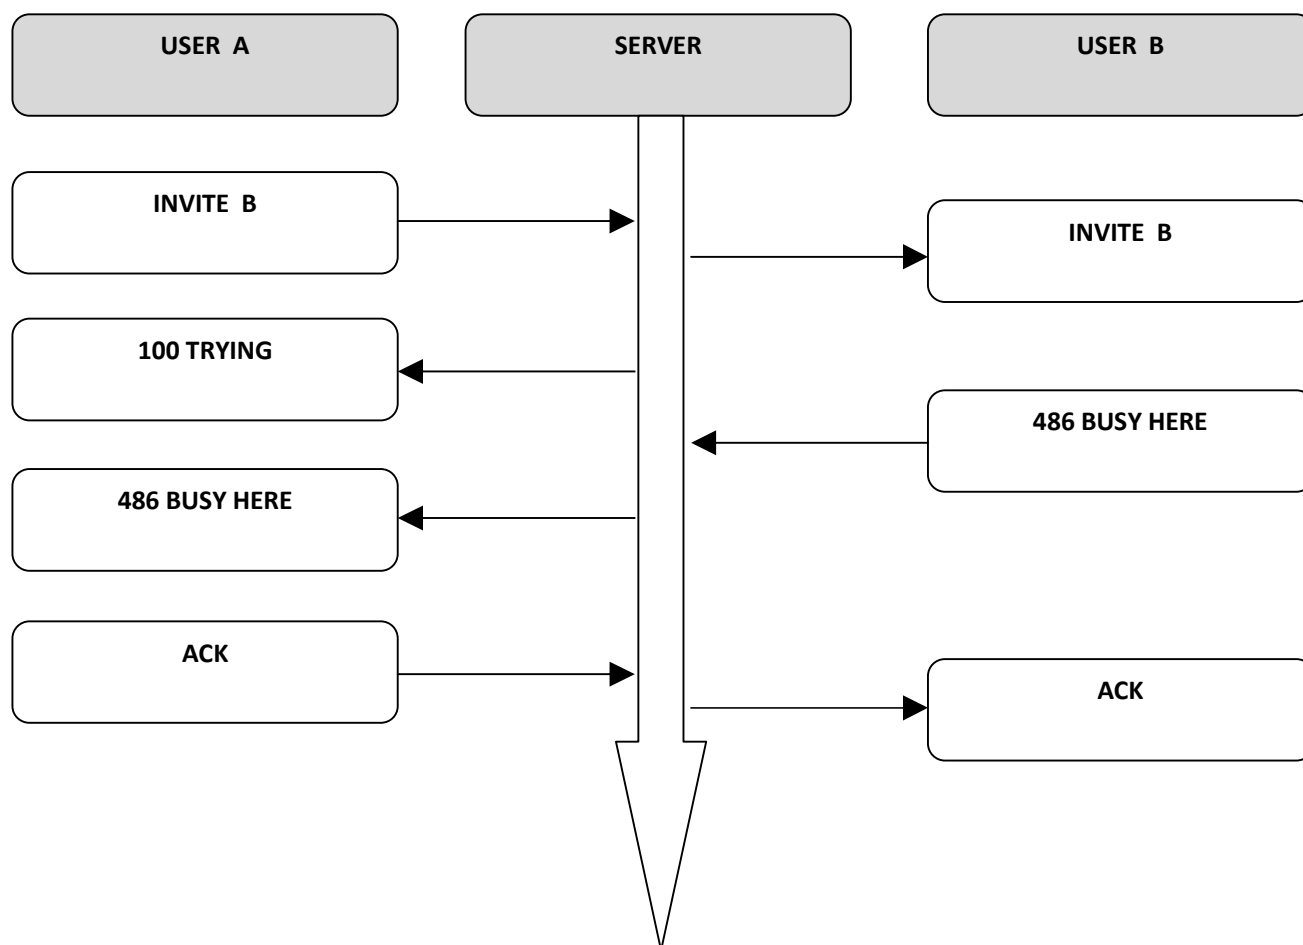 USER A
SERVER
USER B
INVITE B
INVITE B
100 TRYING
486 BUSY HERE
486 BUSY HERE
ACK
ACK